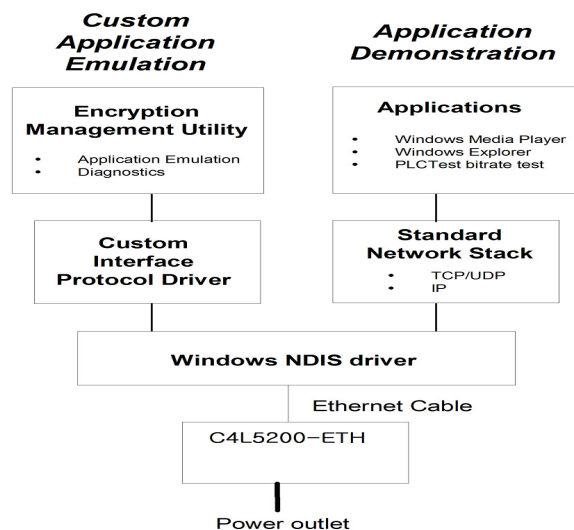 Custom
Application
Emulation
Encryption
Management Utility
• Application Emulation
• Diagnostics
Custom
Interface
Protocol Driver
Application
Demonstration
Applications
• Windows Media Player
• Windows Explorer
• PLCTest bitrate test
Standard
Network Stack
• TCP/UDP
• IP
Windows NDIS driver
Ethernet Cable
C4L5200-ETH
Power outlet